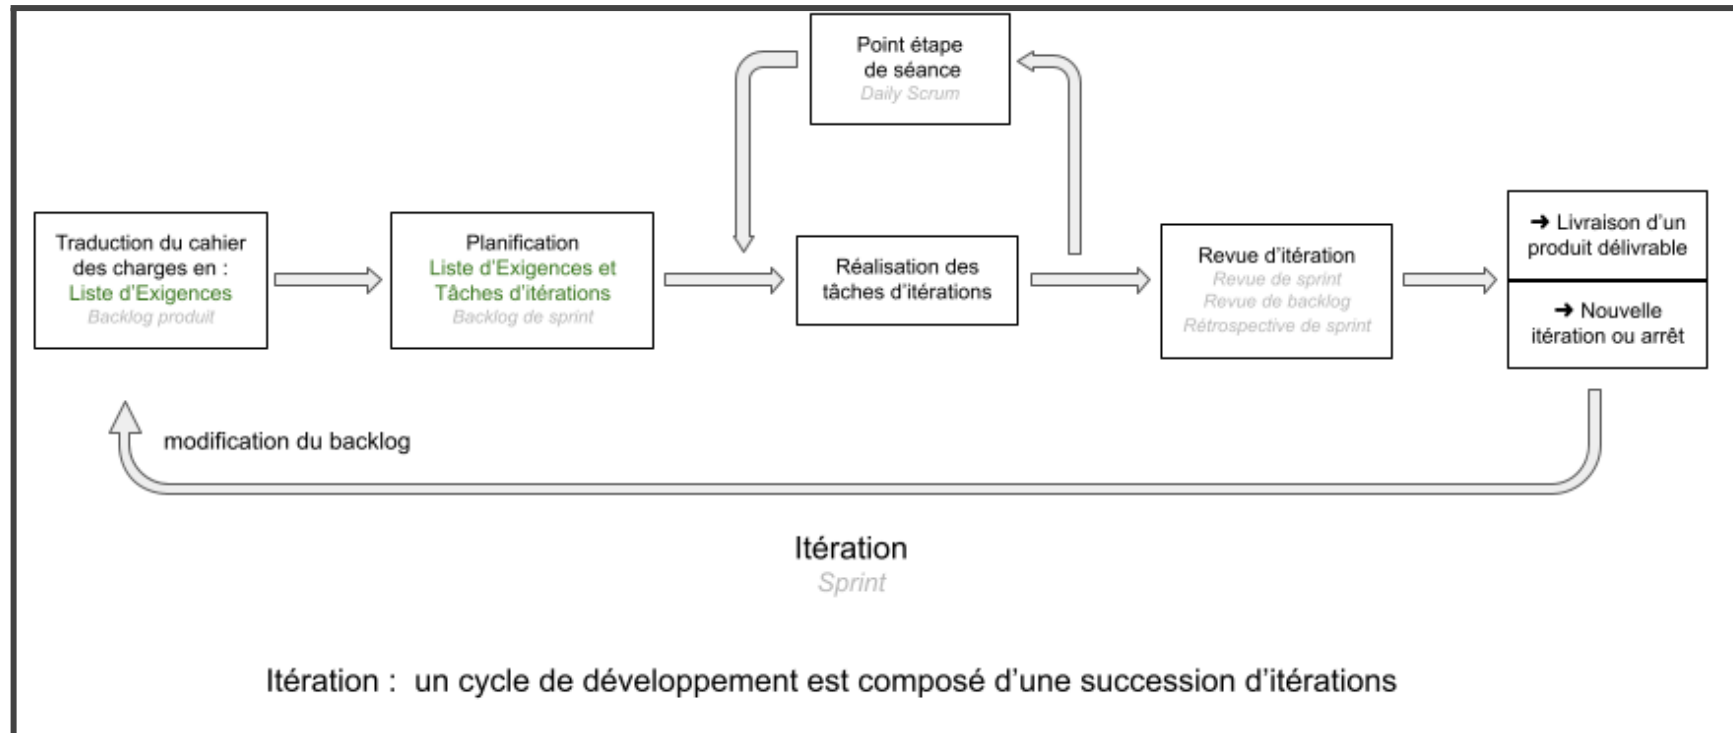 Point étape
de séance
Daily Scrum
Traduction du cahier
des charges en :
Liste d'Exigences
Backlog produit
Planification
Liste d'Exigences et
Tâches d'itérations
Backlog de sprint
Réalisation des
tâches d'itérations
Revue d'itération
Revue de sprint
Revue de backlog
Rétrospective de sprint
➜ Livraison d'un
produit délivrable
➜ Nouvelle
itération ou arrêt
modification du backlog
Itération
Sprint
Itération : un cycle de développement est composé d'une succession d'itérations